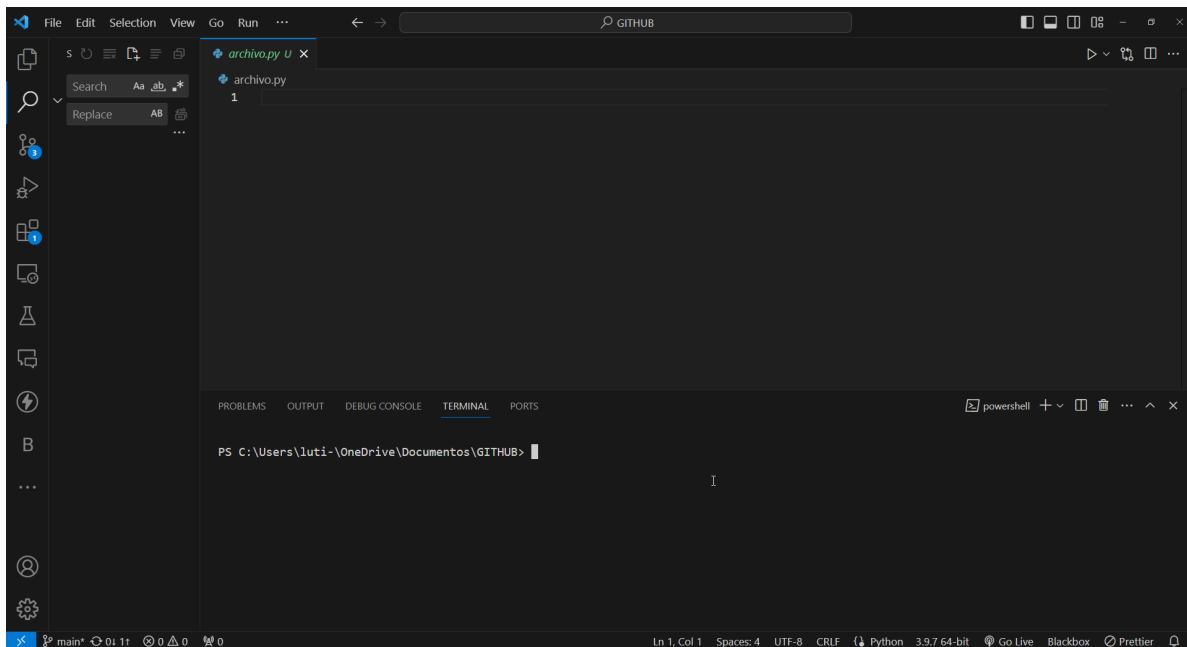 File Edit Selection View Go Run ··· GITHUB
S
archivo.py U
Search Aa ab
Replace AB
archivo.py
1
3
1
B
PROBLEMS OUTPUT DEBUG CONSOLE TERMINAL PORTS
powershell
PS C:\Users\luti-\OneDrive\Documentos\GITHUB>
main* 0↓ 1↑ 0 0 0 Ln 1, Col 1 Spaces: 4 UTF-8 CRLF Python 3.9.7 64-bit Go Live Blackbox Prettier